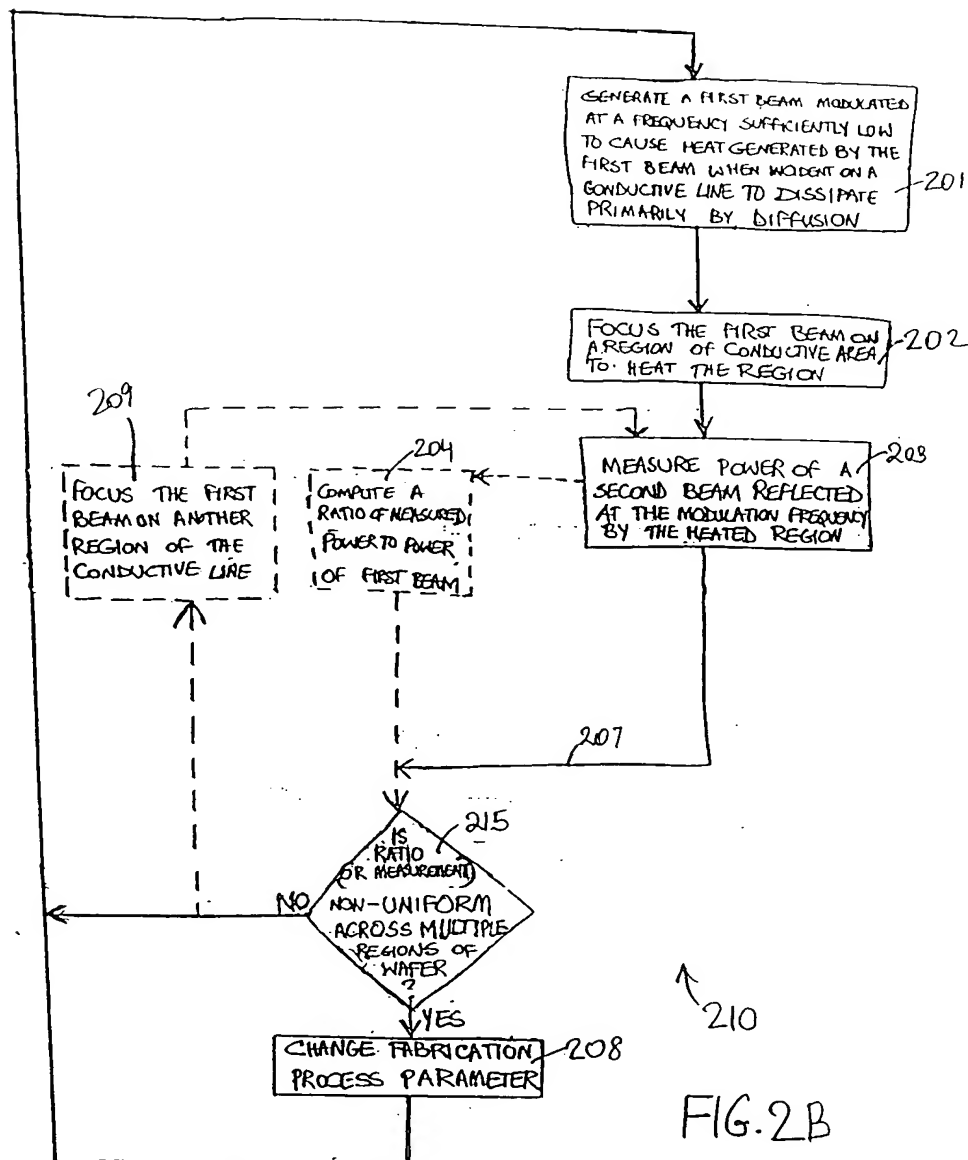 GENERATE A FIRST BEAM MODULATED
AT A FREQUENCY SUFFICIENTLY LOW
TO CAUSE HEAT GENERATED BY THE
FIRST BEAM WHEN INCIDENT ON A
CONDUCTIVE LINE TO DISSIPATE
PRIMARILY BY DIFFUSION
201
FOCUS THE FIRST BEAM ON
A REGION OF CONDUCTIVE AREA
TO HEAT THE REGION
202
209
FOCUS THE FIRST
BEAM ON ANOTHER
REGION OF THE
CONDUCTIVE LINE
204
COMPUTE A
RATIO OF MEASURED
POWER TO POWER
OF FIRST BEAM
203
MEASURE POWER OF A
SECOND BEAM REFLECTED
AT THE MODULATION FREQUENCY
BY THE HEATED REGION
207
215
IS
RATIO
(OR MEASUREMENT)
NON-UNIFORM
ACROSS MULTIPLE
REGIONS OF
WAFER
?
NO
YES
CHANGE FABRICATION
PROCESS PARAMETER
208
210
FIG. 2B